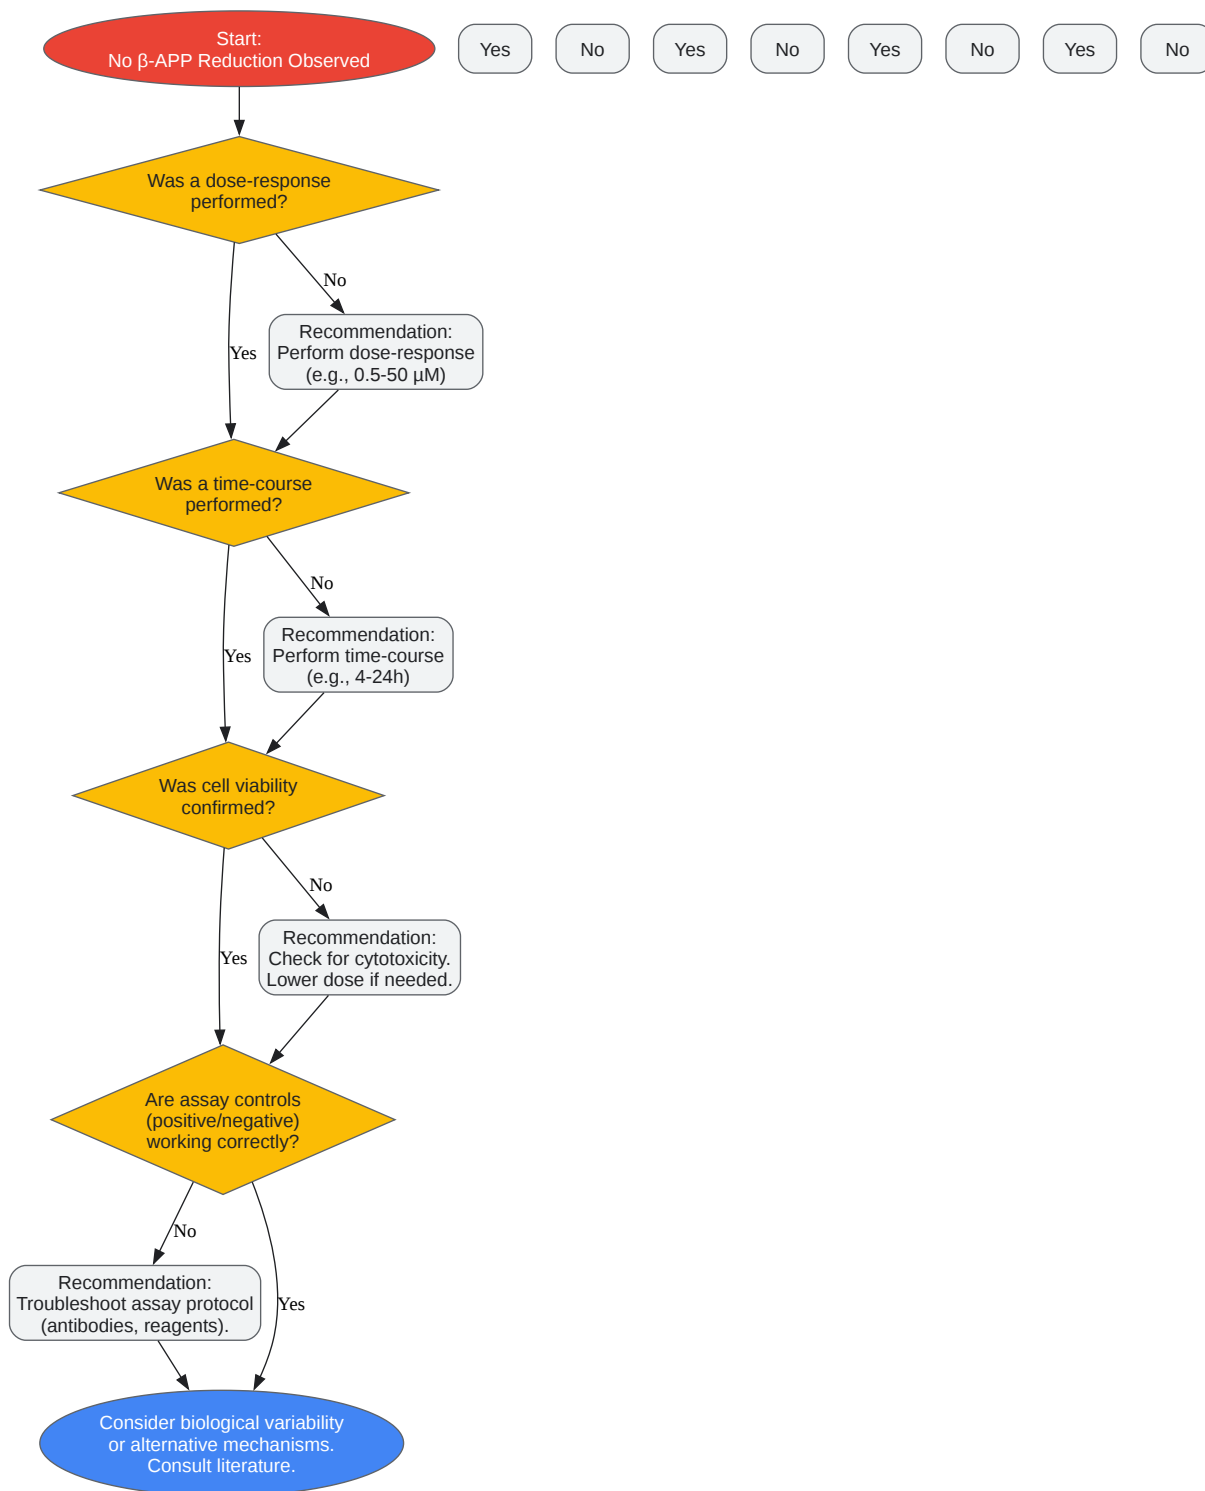 Start:
No β-APP Reduction Observed
Yes
No
Yes
No
Yes
No
Yes
No
Was a dose-response
performed?
No
Yes
Recommendation:
Perform dose-response
(e.g., 0.5-50 µM)
Was a time-course
performed?
No
Yes
Recommendation:
Perform time-course
(e.g., 4-24h)
Was cell viability
confirmed?
No
Yes
Recommendation:
Check for cytotoxicity.
Lower dose if needed.
Are assay controls
(positive/negative)
working correctly?
No
Yes
Recommendation:
Troubleshoot assay protocol
(antibodies, reagents).
Consider biological variability
or alternative mechanisms.
Consult literature.